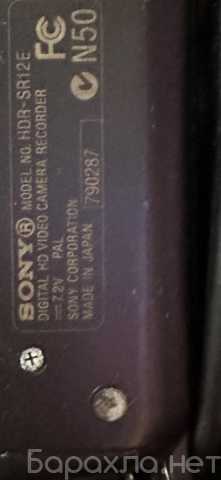 SONY® MODEL NO. HDR-SR12E
DIGITAL HD VIDEO CAMERA RECORDER
7.2V PAL
SONY CORPORATION
MADE IN JAPAN 790287
FC
N50
Барахла.нет